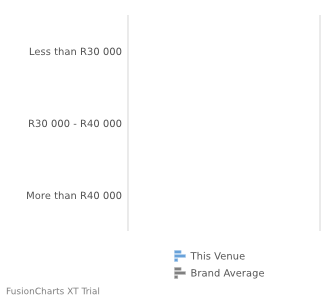 Less than R30 000
R30 000 - R40 000
More than R40 000
This Venue
Brand Average
FusionCharts XT Trial